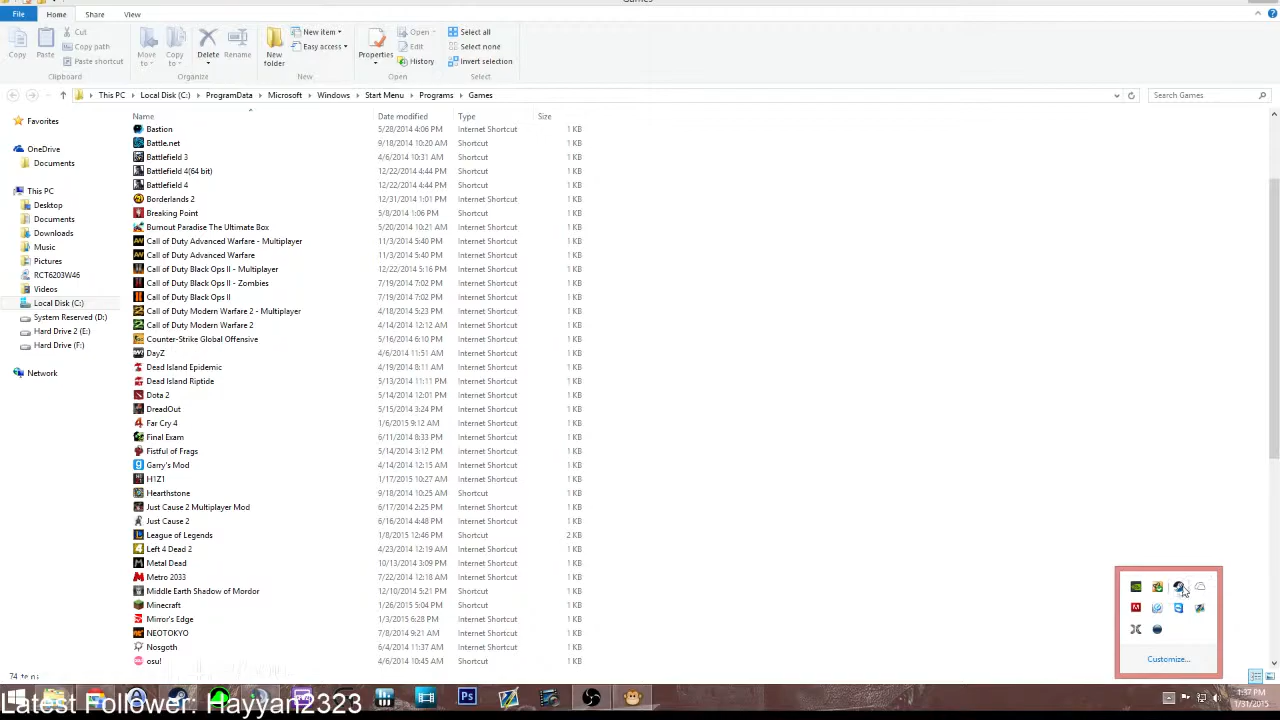 Games
File Home Share View
Cut
Copy path
Paste shortcut
Copy Paste
Move to Copy to Delete Rename
New folder
New item
Easy access
Properties
Open
Edit
History
Select all
Select none
Invert selection
Clipboard Organize New Open Select
This PC Local Disk (C:) ProgramData Microsoft Windows Start Menu Programs Games Search Games
Favorites
OneDrive
Documents
This PC
Desktop
Documents
Downloads
Music
Pictures
RCT6203W46
Videos
Local Disk (C:)
System Reserved (D:)
Hard Drive 2 (E:)
Hard Drive (F:)
Network
Name Date modified Type Size
Bastion 5/28/2014 4:06 PM Internet Shortcut 1 KB
Battle.net 9/18/2014 10:20 AM Shortcut 1 KB
Battlefield 3 4/6/2014 10:31 AM Shortcut 1 KB
Battlefield 4(64 bit) 12/22/2014 4:44 PM Shortcut 1 KB
Battlefield 4 12/22/2014 4:44 PM Shortcut 1 KB
Borderlands 2 12/31/2014 1:01 PM Internet Shortcut 1 KB
Breaking Point 5/8/2014 1:06 PM Shortcut 1 KB
Burnout Paradise The Ultimate Box 5/20/2014 10:21 AM Internet Shortcut 1 KB
Call of Duty Advanced Warfare - Multiplayer 11/3/2014 5:40 PM Internet Shortcut 1 KB
Call of Duty Advanced Warfare 11/3/2014 5:40 PM Internet Shortcut 1 KB
Call of Duty Black Ops II - Multiplayer 12/22/2014 5:16 PM Internet Shortcut 1 KB
Call of Duty Black Ops II - Zombies 7/19/2014 7:02 PM Internet Shortcut 1 KB
Call of Duty Black Ops II 7/19/2014 7:02 PM Internet Shortcut 1 KB
Call of Duty Modern Warfare 2 - Multiplayer 4/18/2014 5:23 PM Internet Shortcut 1 KB
Call of Duty Modern Warfare 2 4/14/2014 12:12 AM Internet Shortcut 1 KB
Counter-Strike Global Offensive 5/16/2014 6:10 PM Internet Shortcut 1 KB
DayZ 4/6/2014 11:51 AM Internet Shortcut 1 KB
Dead Island Epidemic 4/19/2014 8:11 AM Internet Shortcut 1 KB
Dead Island Riptide 5/13/2014 11:11 PM Internet Shortcut 1 KB
Dota 2 5/14/2014 12:01 PM Internet Shortcut 1 KB
DreadOut 5/15/2014 3:24 PM Internet Shortcut 1 KB
Far Cry 4 1/6/2015 9:12 AM Internet Shortcut 1 KB
Final Exam 6/11/2014 8:33 PM Internet Shortcut 1 KB
Fistful of Frags 5/14/2014 3:12 PM Internet Shortcut 1 KB
Garry's Mod 4/14/2014 12:15 AM Internet Shortcut 1 KB
H1Z1 1/17/2015 10:27 AM Internet Shortcut 1 KB
Hearthstone 9/18/2014 10:25 AM Shortcut 1 KB
Just Cause 2 Multiplayer Mod 6/17/2014 2:25 PM Internet Shortcut 1 KB
Just Cause 2 6/16/2014 4:48 PM Internet Shortcut 1 KB
League of Legends 1/8/2015 12:46 PM Shortcut 2 KB
Left 4 Dead 2 4/23/2014 12:19 AM Internet Shortcut 1 KB
Metal Dead 10/13/2014 3:09 PM Internet Shortcut 1 KB
Metro 2033 7/22/2014 12:18 AM Internet Shortcut 1 KB
Middle Earth Shadow of Mordor 12/10/2014 5:21 PM Internet Shortcut 1 KB
Minecraft 1/26/2015 5:04 PM Shortcut 1 KB
Mirror's Edge 1/3/2015 6:28 PM Internet Shortcut 1 KB
NEOTOKYO 7/8/2014 9:21 AM Internet Shortcut 1 KB
Nosgoth 6/4/2014 11:37 AM Internet Shortcut 1 KB
osu! 4/6/2014 10:45 AM Shortcut 1 KB
Customize...
Latest Follower: Hayyan2323
Ps
1:37 PM
1/31/2015